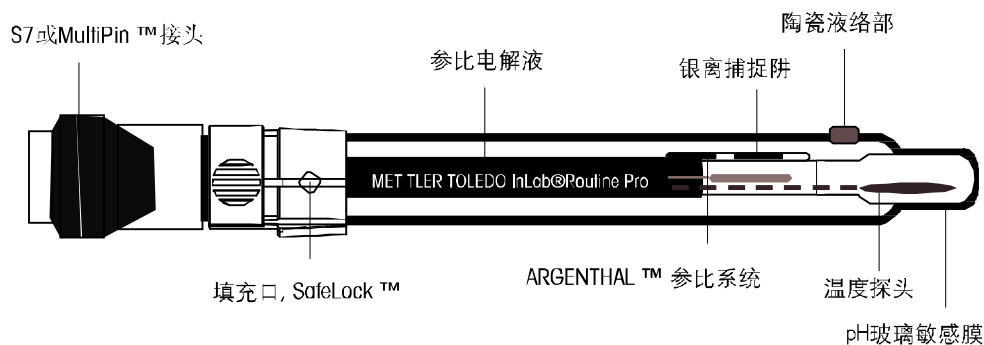 陶瓷液络部
S7或MultiPin ™接头
参比电解液
银离捕捉阱
MET TLER TOLEDO InLab®Routine Pro
ARGENTHAL ™ 参比系统
填充口, SafeLock ™
温度探头
pH玻璃敏感膜